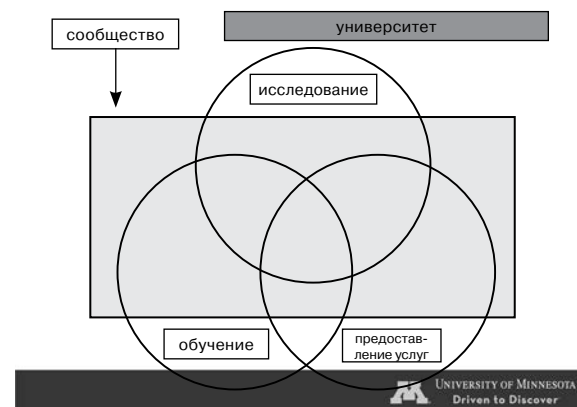 университет
сообщество
исследование
обучение
предостав-
ление услуг
UNIVERSITY OF MINNESOTA
Driven to Discover